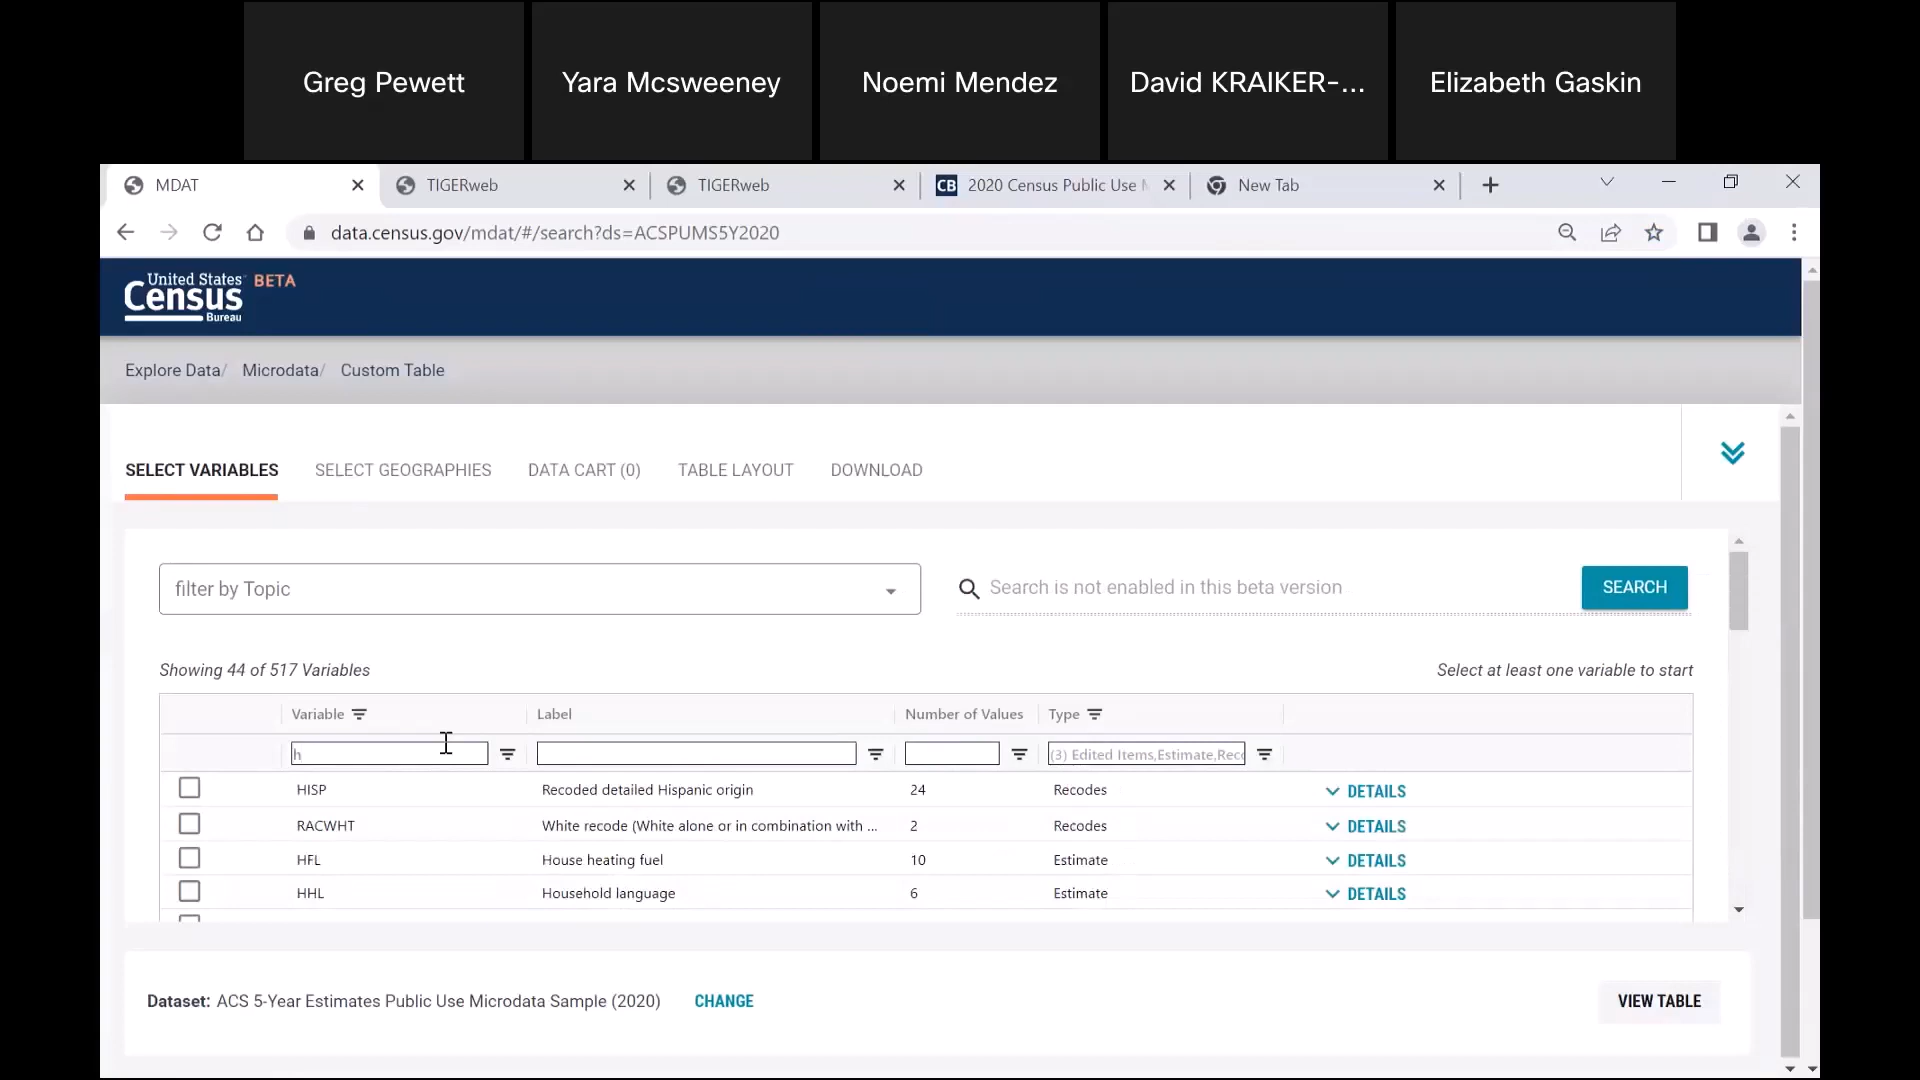 Greg Pewett
Yara Mcsweeney
Noemi Mendez
David KRAIKER-...
Elizabeth Gaskin
MDAT
TIGERweb
TIGERweb
CB 2020 Census Public Use
New Tab
data.census.gov/mdat/#/search?ds=ACSPUMS5Y2020
United States
Census
Bureau
BETA
Explore Data/ Microdata/ Custom Table
SELECT VARIABLES SELECT GEOGRAPHIES DATA CART (0) TABLE LAYOUT DOWNLOAD
filter by Topic
Search is not enabled in this beta version
SEARCH
Showing 44 of 517 Variables
Select at least one variable to start
Variable Label Number of Values Type
h (3) Edited Items,Estimate,Reco
HISP Recoded detailed Hispanic origin 24 Recodes DETAILS
RACWHT White recode (White alone or in combination with ... 2 Recodes DETAILS
HFL House heating fuel 10 Estimate DETAILS
HHL Household language 6 Estimate DETAILS
Dataset: ACS 5-Year Estimates Public Use Microdata Sample (2020) CHANGE
VIEW TABLE